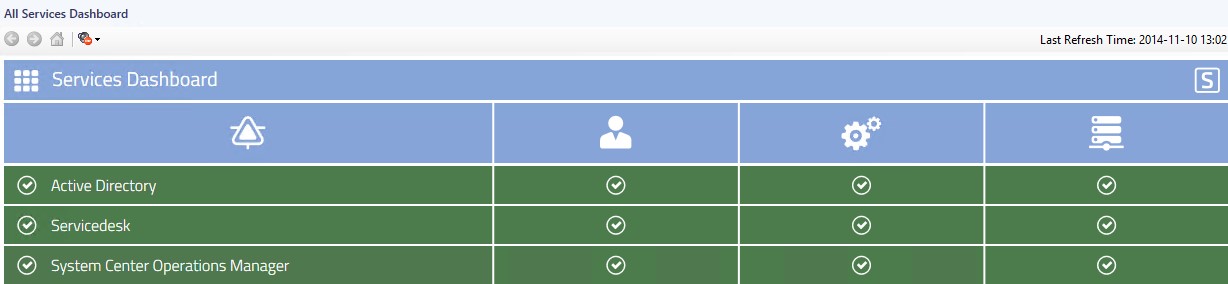 All Services Dashboard
Last Refresh Time: 2014-11-10 13:02
Services Dashboard
S
Active Directory
Servicedesk
System Center Operations Manager